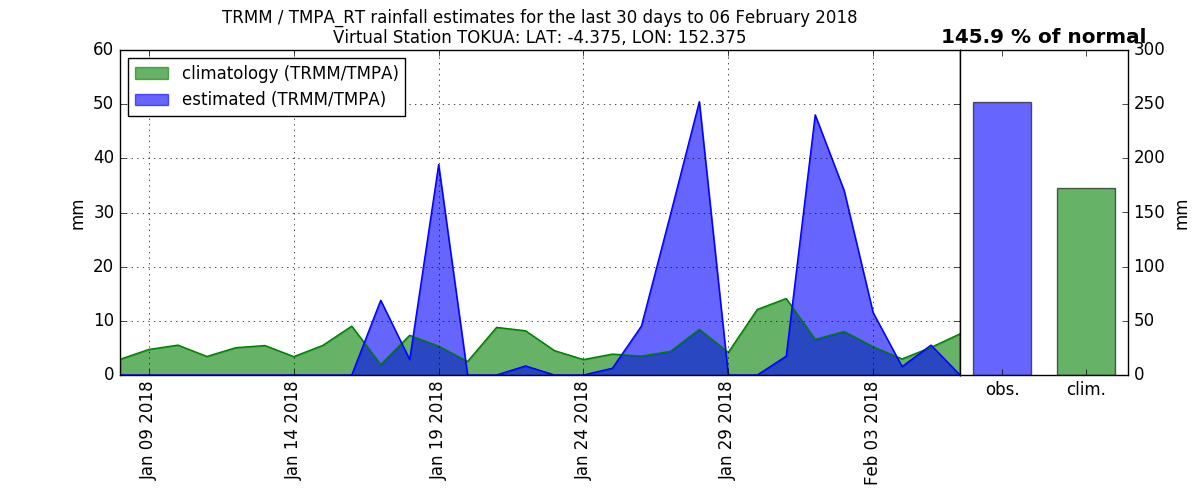 TRMM / TMPA_RT rainfall estimates for the last 30 days to 06 February 2018
Virtual Station TOKUA: LAT: -4.375, LON: 152.375
145.9 % of normal
climatology (TRMM/TMPA)
estimated (TRMM/TMPA)
mm
60
50
40
30
20
10
0
Jan 09 2018
Jan 14 2018
Jan 19 2018
Jan 24 2018
Jan 29 2018
Feb 03 2018
obs.
clim.
300
250
200
150
100
50
0
mm